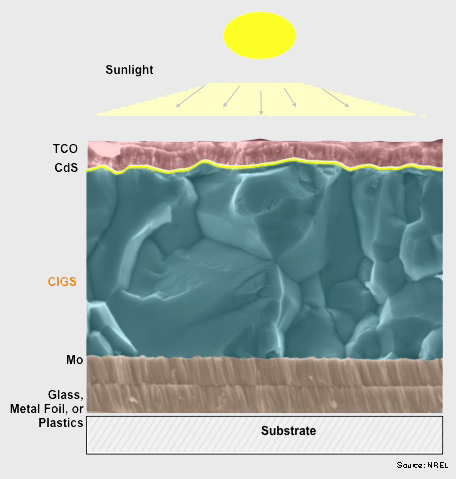 Sunlight
TCO
CdS
CIGS
Mo
Glass,
Metal Foil, or
Plastics
Substrate
Source: NREL